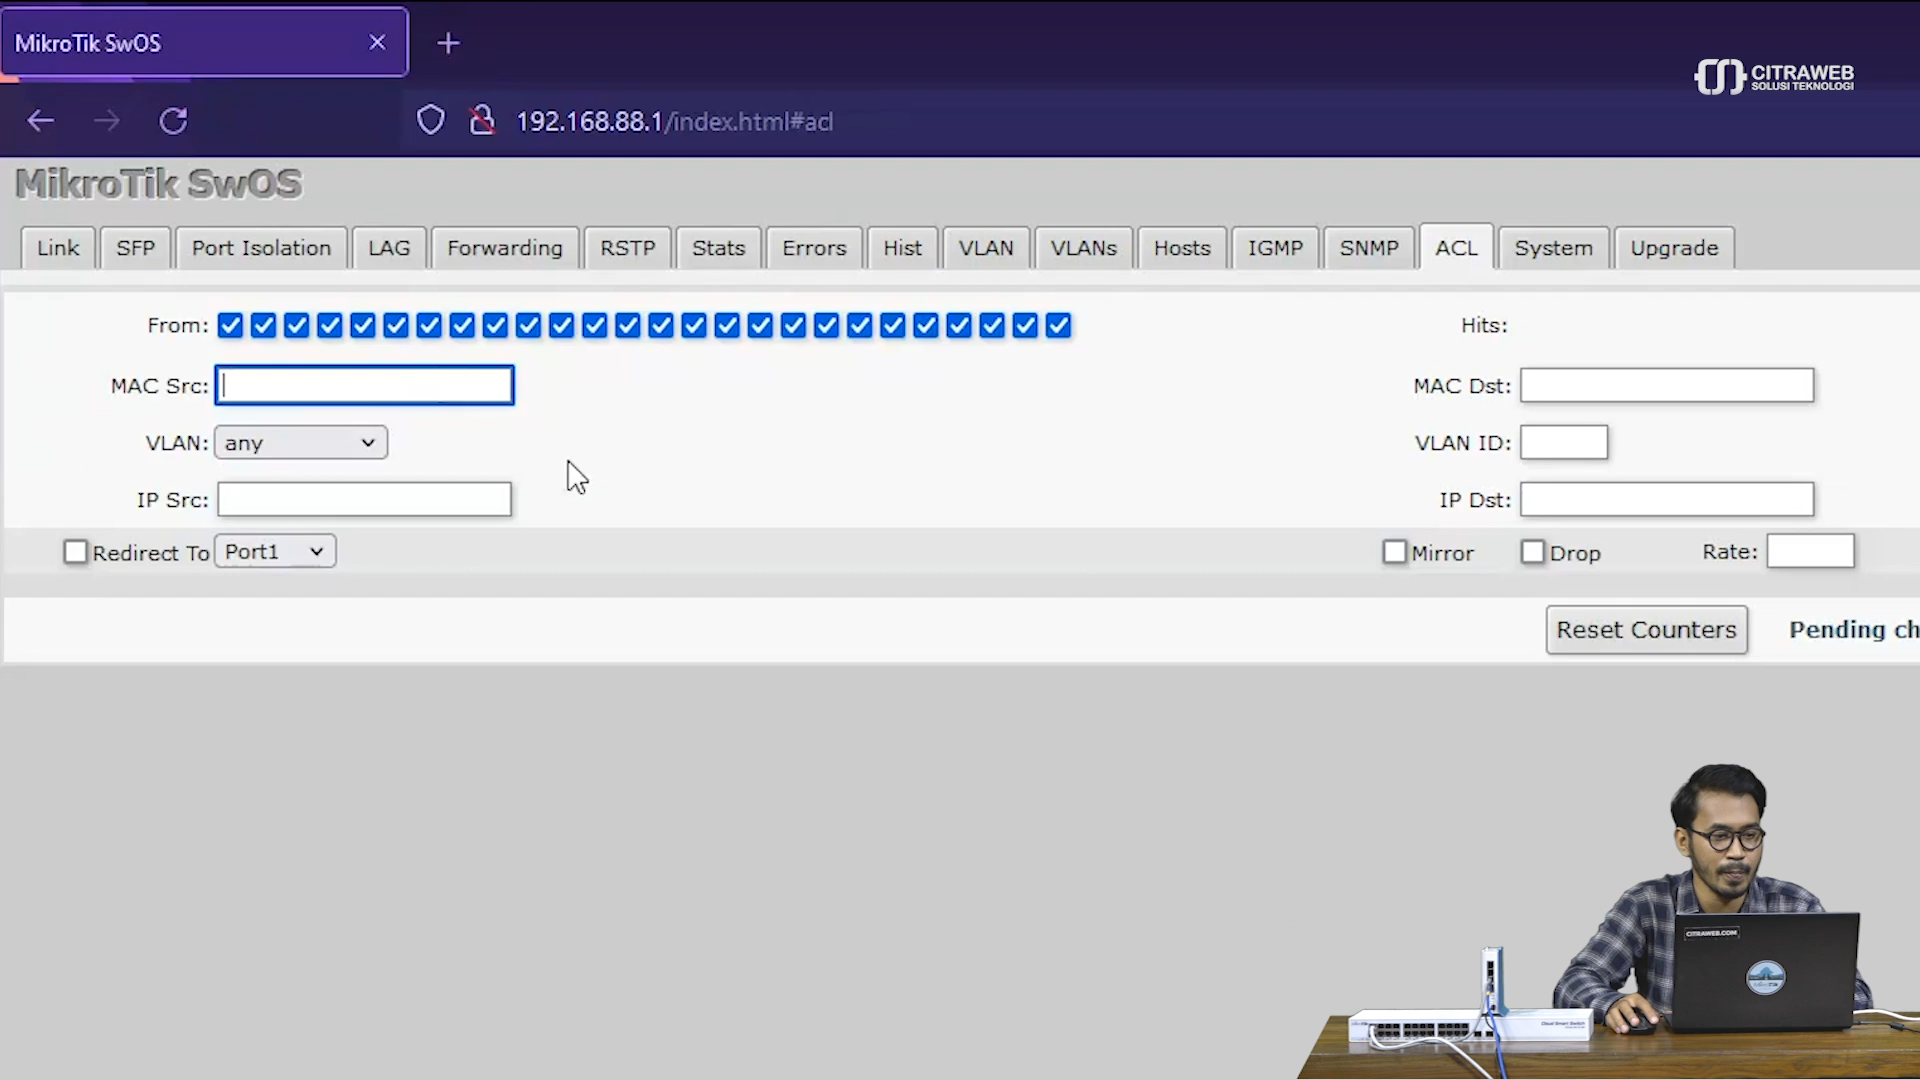 MikroTik SwOS
CITRAWEB
SOLUSI TEKNOLOGI
192.168.88.1/index.html#acl
MikroTik SwOS
Link SFP Port Isolation LAG Forwarding RSTP Stats Errors Hist VLAN VLANs Hosts IGMP SNMP ACL System Upgrade
From: Hits:
MAC Src: MAC Dst:
VLAN: any VLAN ID:
IP Src: IP Dst:
Redirect To Port1 Mirror Drop Rate:
Reset Counters Pending ch
CITRAWEB.COM
Cloud Smart Switch